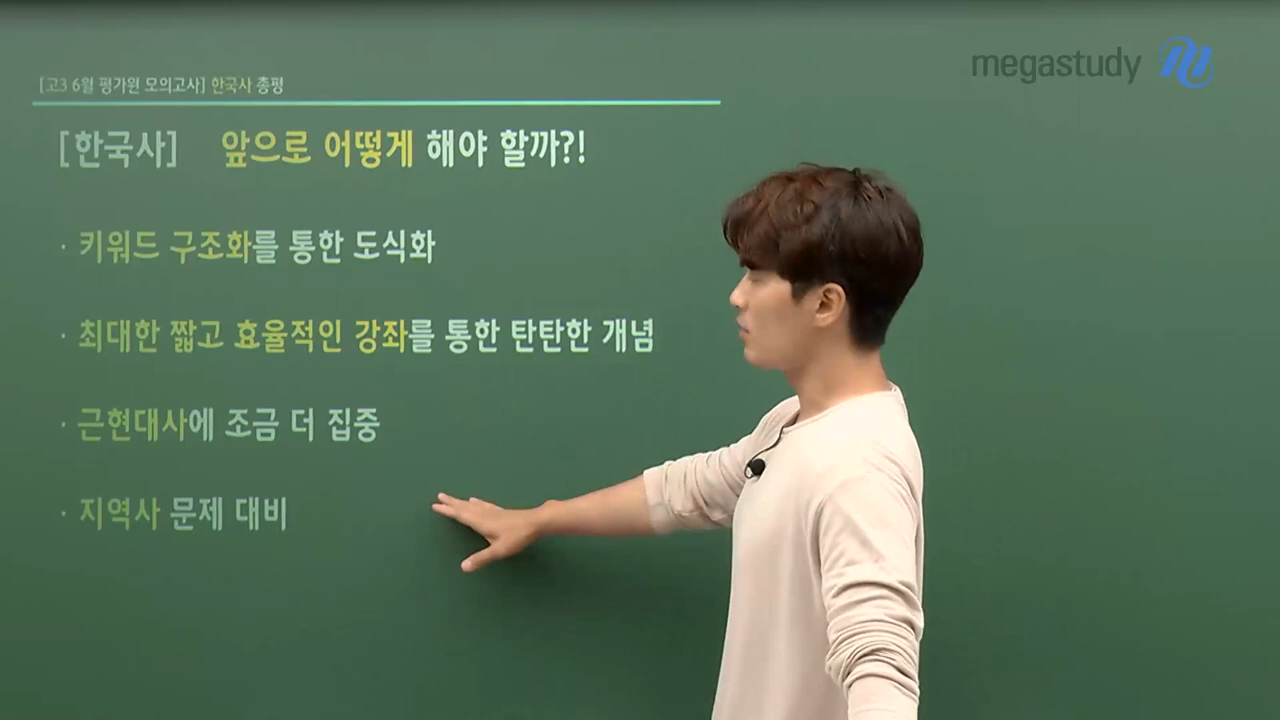 [고3 6월 평가원 모의고사] 한국사 총평
megastudy
[한국사] 앞으로 어떻게 해야 할까?!
· 키워드 구조화를 통한 도식화
· 최대한 짧고 효율적인 강좌를 통한 탄탄한 개념
· 근현대사에 조금 더 집중
· 지역사 문제 대비